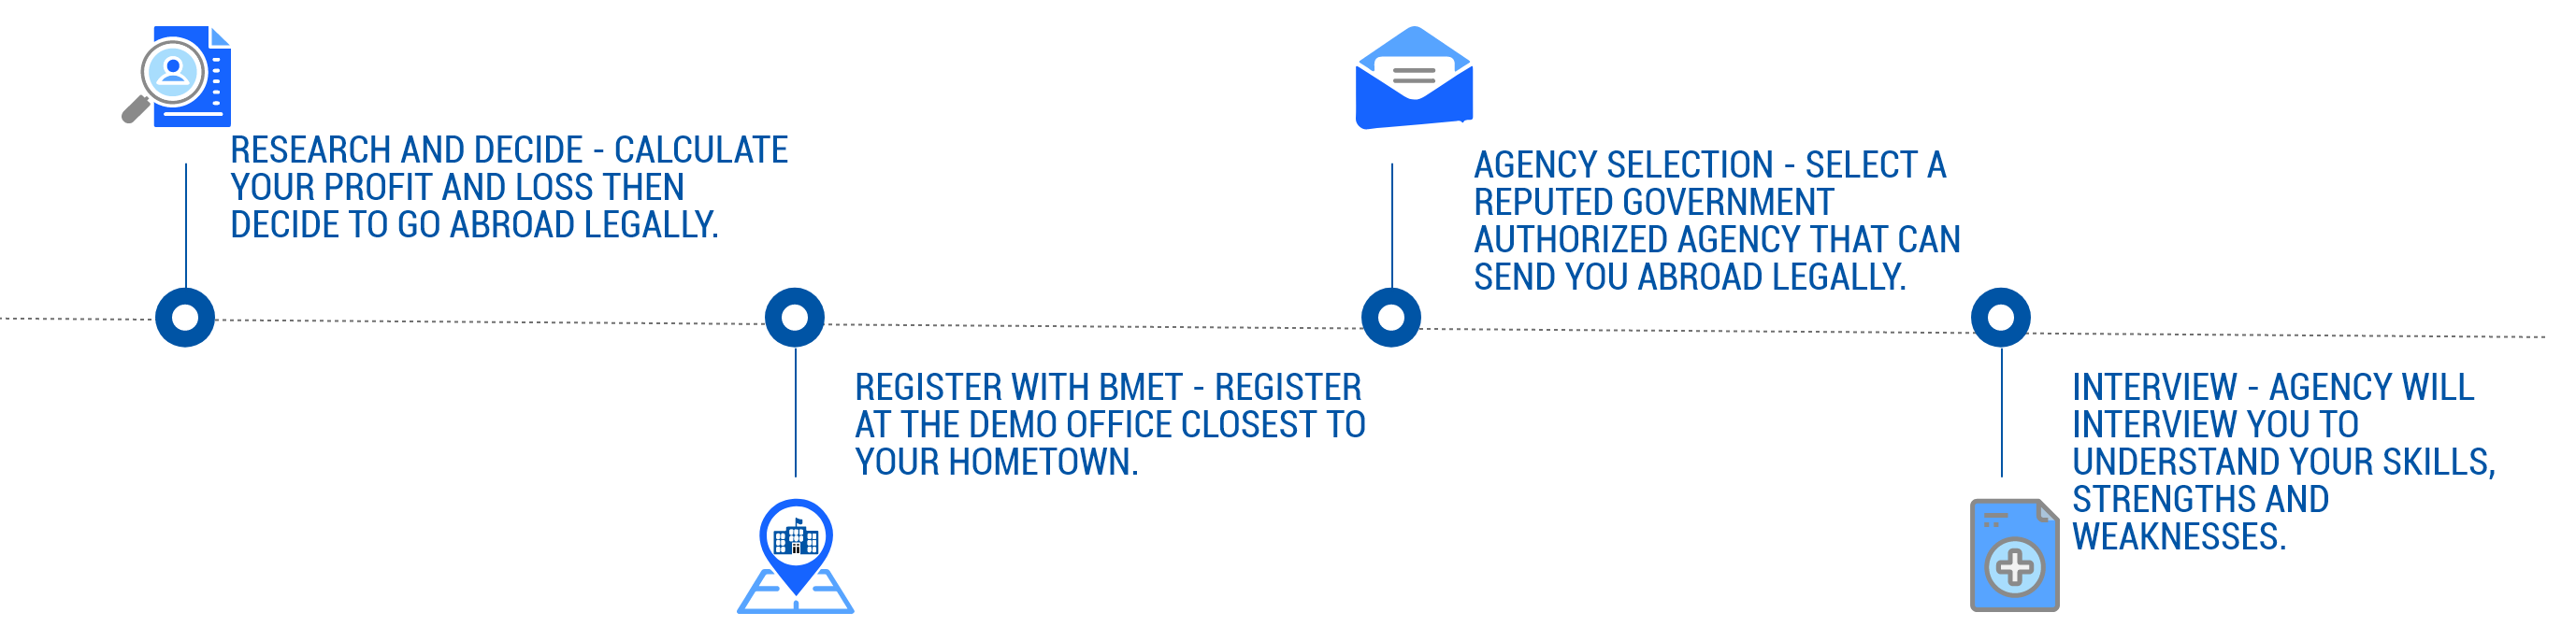 RESEARCH AND DECIDE - CALCULATE
YOUR PROFIT AND LOSS THEN
DECIDE TO GO ABROAD LEGALLY.
REGISTER WITH BMET - REGISTER
AT THE DEMO OFFICE CLOSEST TO
YOUR HOMETOWN.
AGENCY SELECTION - SELECT A
REPUTED GOVERNMENT
AUTHORIZED AGENCY THAT CAN
SEND YOU ABROAD LEGALLY.
INTERVIEW - AGENCY WILL
INTERVIEW YOU TO
UNDERSTAND YOUR SKILLS,
STRENGTHS AND
WEAKNESSES.